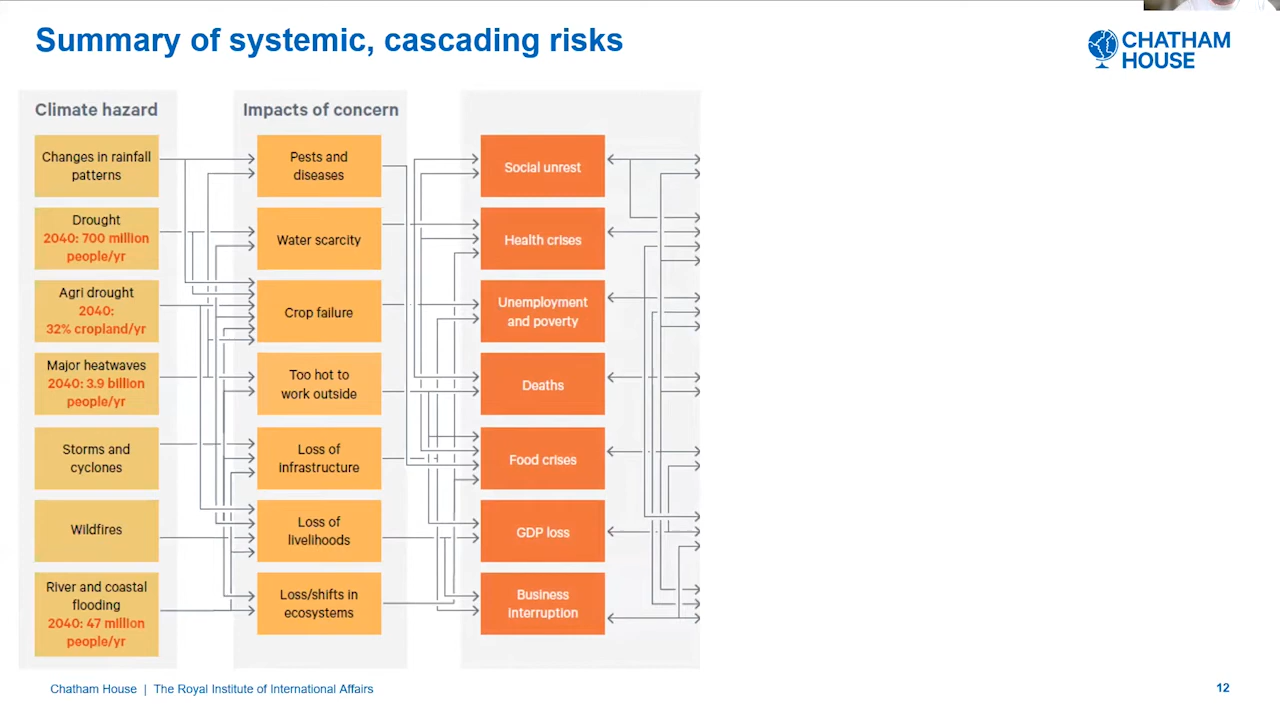 Summary of systemic, cascading risks
CHATHAM
HOUSE
Climate hazard
Changes in rainfall
patterns
Drought
2040: 700 million
people/yr
Agri drought
2040:
32% cropland/yr
Major heatwaves
2040: 3.9 billion
people/yr
Storms and
cyclones
Wildfires
River and coastal
flooding
2040: 47 million
people/yr
Impacts of concern
Pests and
diseases
Water scarcity
Crop failure
Too hot to
work outside
Loss of
infrastructure
Loss of
livelihoods
Loss/shifts in
ecosystems
Social unrest
Health crises
Unemployment
and poverty
Deaths
Food crises
GDP loss
Business
interruption
Chatham House | The Royal Institute of International Affairs
12